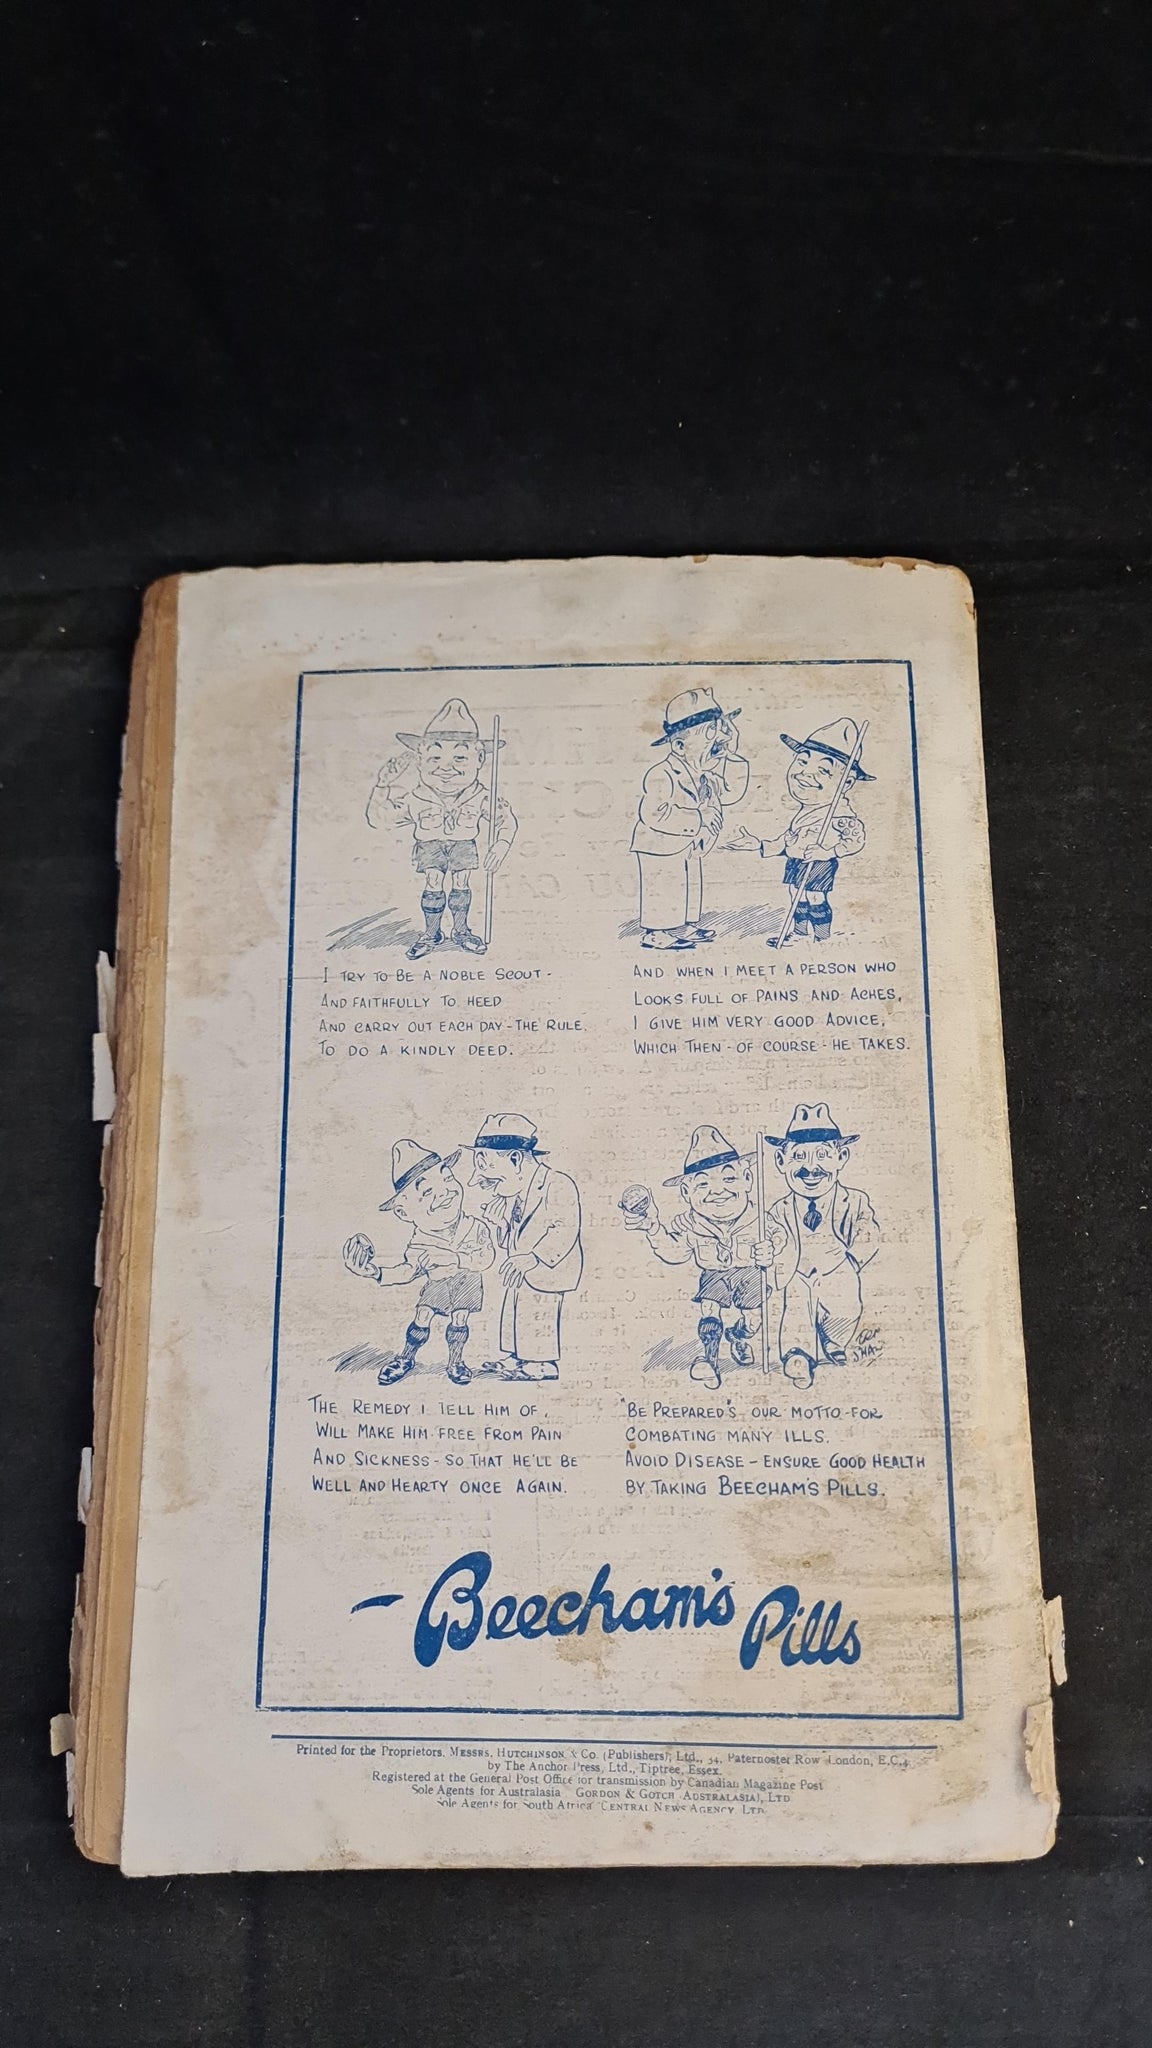 I TRY TO BE A NOBLE SCOUT -
AND FAITHFULLY TO HEED
AND CARRY OUT EACH DAY - THE RULE,
TO DO A KINDLY DEED.
AND WHEN I MEET A PERSON WHO
LOOKS FULL OF PAINS AND ACHES,
I GIVE HIM VERY GOOD ADVICE,
WHICH THEN - OF COURSE - HE TAKES.
THE REMEDY I TELL HIM OF,
WILL MAKE HIM FREE FROM PAIN
AND SICKNESS - SO THAT HE'LL BE
WELL AND HEARTY ONCE AGAIN.
"BE PREPARED"'S OUR MOTTO - FOR
COMBATING MANY ILLS.
AVOID DISEASE - ENSURE GOOD HEALTH
BY TAKING BEECHAM'S PILLS.
SHAW
- Beecham's Pills
Printed for the Proprietors, MESSRS. HUTCHINSON & Co. (Publishers), Ltd., 34, Paternoster Row London, E.C.4
by The Anchor Press, Ltd., Tiptree, Essex.
Registered at the General Post Office for transmission by Canadian Magazine Post
Sole Agents for Australasia GORDON & GOTCH (AUSTRALASIA), LTD
Sole Agents for South Africa CENTRAL NEWS AGENCY LTD.